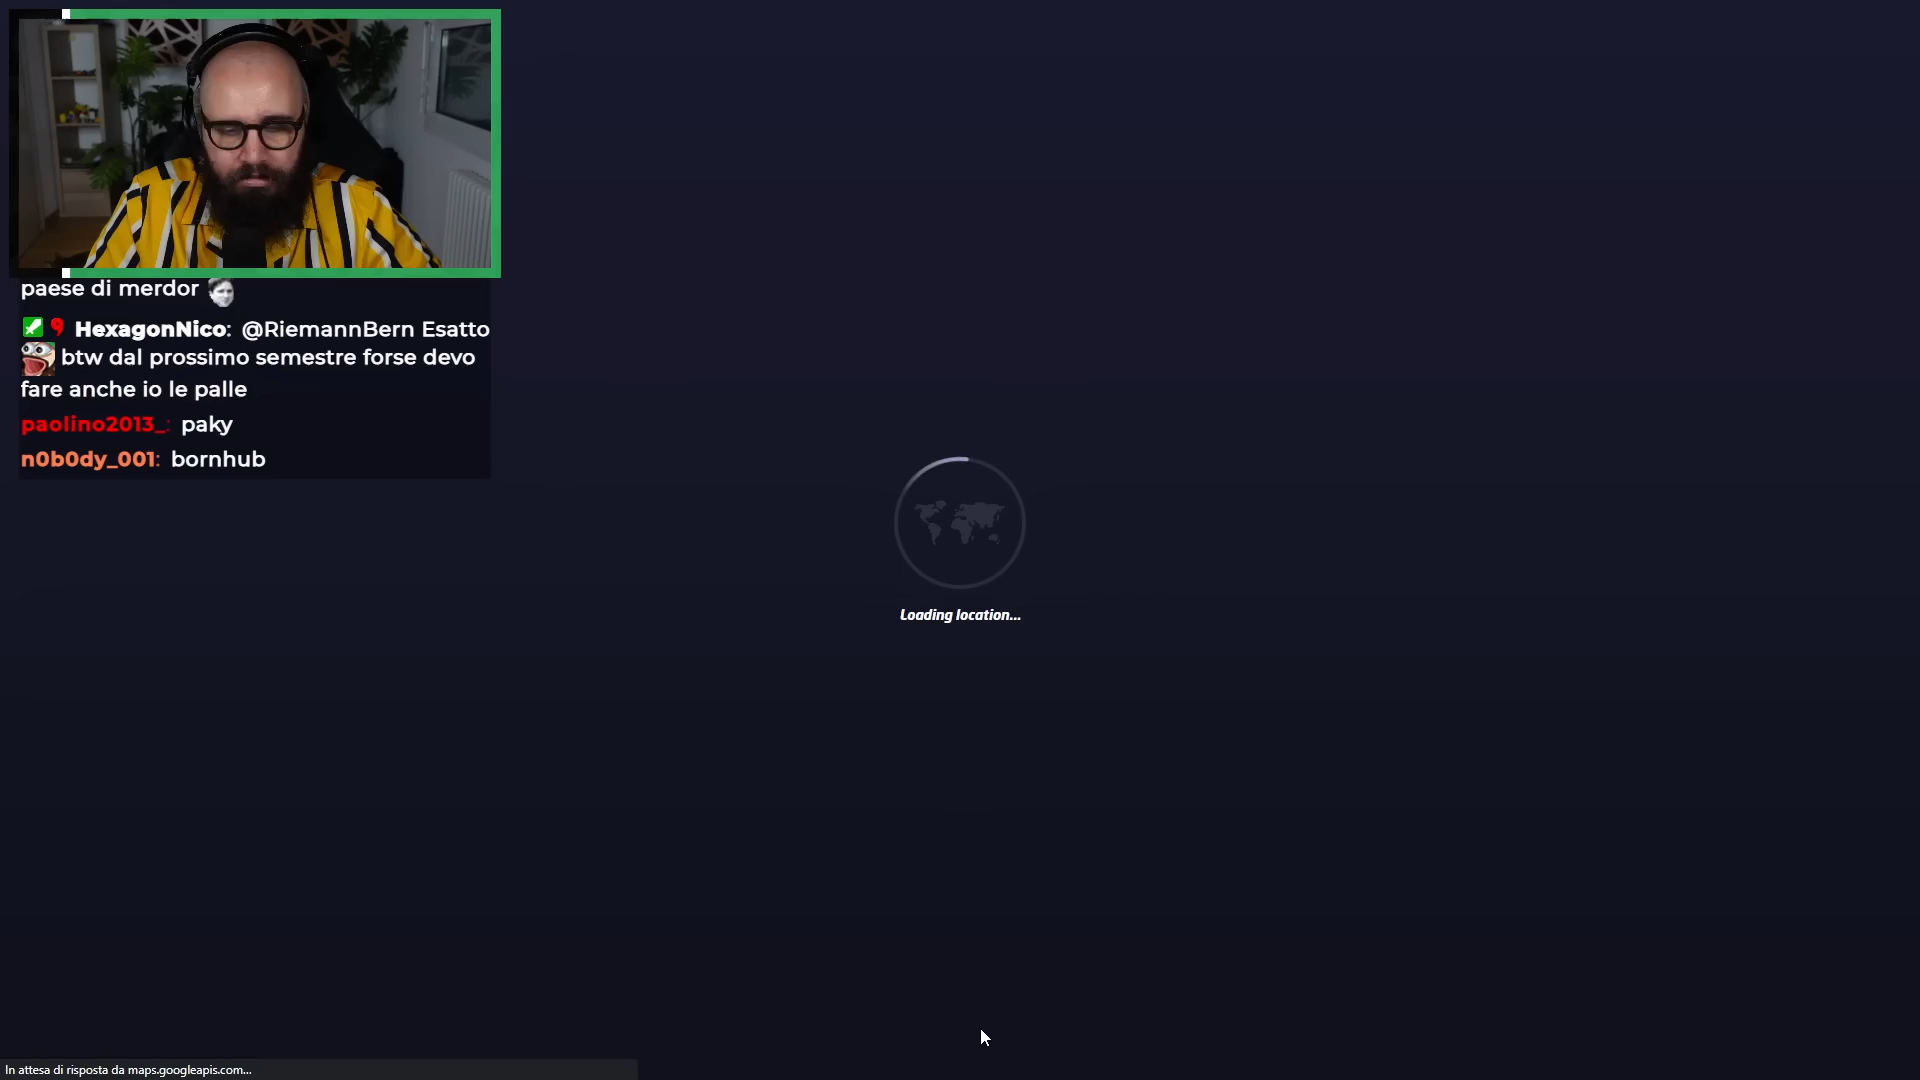 paese di merdor
HexagonNico: @RiemannBern Esatto
btw dal prossimo semestre forse devo
fare anche io le palle
paolino2013_: paky
n0b0dy_001: bornhub
Loading location...
In attesa di risposta da maps.googleapis.com...